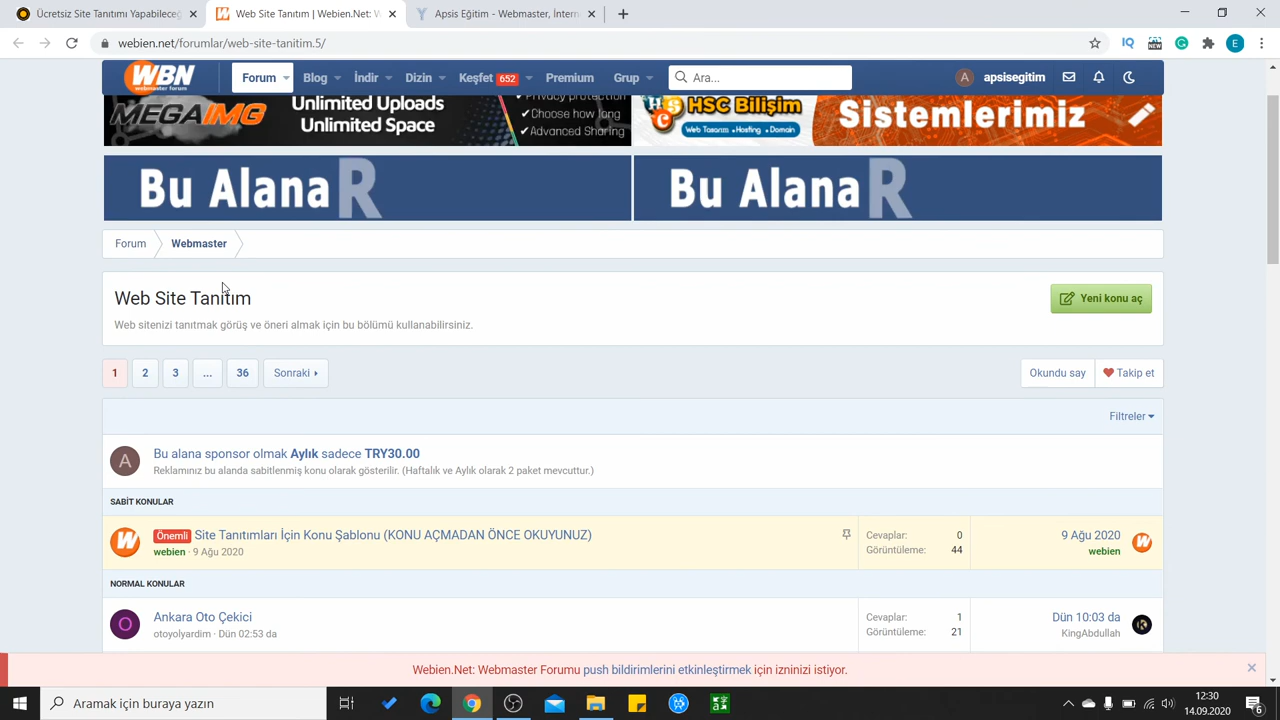 Ücretsiz Site Tanıtımı Yapabileceğ
Web Site Tanıtım | Webien.Net: W
Apsis Eğitim - Webmaster, İntern
webien.net/forumlar/web-site-tanitim.5/
IQ
NEW
E
WBN
webmaster forum
Forum
Blog
İndir
Dizin
Keşfet 652
Premium
Grup
Ara...
A
apsisegitim
MEGAIMG
Unlimited Uploads
Unlimited Space
✓Privacy protection
✓Choose how long
✓Advanced Sharing
HSC Bilişim
Web Tasarım • Hosting • Domain
Sistemlerimiz
Bu Alana R
Bu Alana R
Forum
Webmaster
Web Site Tanıtım
Web sitenizi tanıtmak görüş ve öneri almak için bu bölümü kullanabilirsiniz.
Yeni konu aç
1 2 3 ... 36 Sonraki
Okundu say
Takip et
Filtreler
A
Bu alana sponsor olmak Aylık sadece TRY30.00
Reklamınız bu alanda sabitlenmiş konu olarak gösterilir. (Haftalık ve Aylık olarak 2 paket mevcuttur.)
SABİT KONULAR
Önemli Site Tanıtımları İçin Konu Şablonu (KONU AÇMADAN ÖNCE OKUYUNUZ)
webien · 9 Ağu 2020
Cevaplar: 0
Görüntüleme: 44
9 Ağu 2020
webien
NORMAL KONULAR
O
Ankara Oto Çekici
otoyolyardim · Dün 02:53 da
Cevaplar: 1
Görüntüleme: 21
Dün 10:03 da
KingAbdullah
Webien.Net: Webmaster Forumu push bildirimlerini etkinleştirmek için izninizi istiyor.
Aramak için buraya yazın
12:30
14.09.2020
6